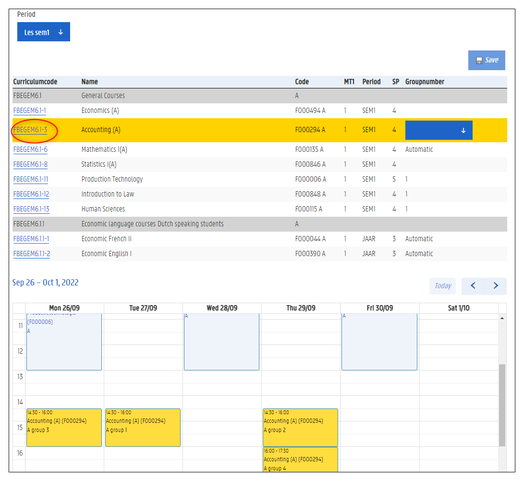 Period
Les sem1 ↓
Save
Curriculumcode Name Code MT1 Period SP Groupnumber
FBEGEM6.1 General Courses A
FBEGEM6.1-1 Economics (A) F000494 A 1 SEM1 4
FBEGEM6.1-3 Accounting (A) F000294 A 1 SEM1 4 ↓
FBEGEM6.1-6 Mathematics I(A) F000135 A 1 SEM1 4 Automatic
FBEGEM6.1-8 Statistics I(A) F000846 A 1 SEM1 4
FBEGEM6.1-11 Production Technology F000006 A 1 SEM1 5 1
FBEGEM6.1-12 Introduction to Law F000848 A 1 SEM1 4 1
FBEGEM6.1-13 Human Sciences F000115 A 1 SEM1 4 1
FBEGEM6.1.1 Economic language courses Dutch speaking students A
FBEGEM6.1.1-1 Economic French II F000044 A 1 JAAR 3 Automatic
FBEGEM6.1.1-2 Economic English I F000390 A 1 JAAR 3 Automatic
Sep 26 – Oct 1, 2022
Today < >
Mon 26/09 Tue 27/09 Wed 28/09 Thu 29/09 Fri 30/09 Sat 1/10
(F000006) A A
11 A
12
13
14
14:30 - 16:00 14:30 - 16:00 14:30 - 16:00
Accounting (A) (F000294) Accounting (A) (F000294) Accounting (A) (F000294)
15 A group 3 A group 1 A group 2
16 16:00 - 17:30
Accounting (A) (F000294)
A group 4